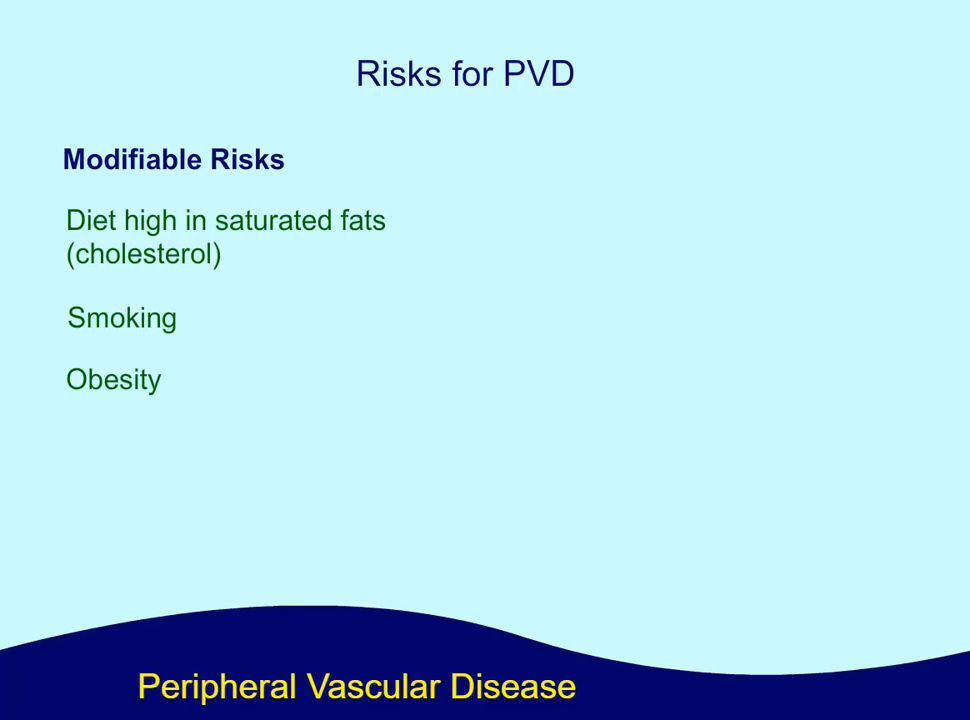 Risks for PVD
Modifiable Risks
Diet high in saturated fats
(cholesterol)
Smoking
Obesity
Peripheral Vascular Disease